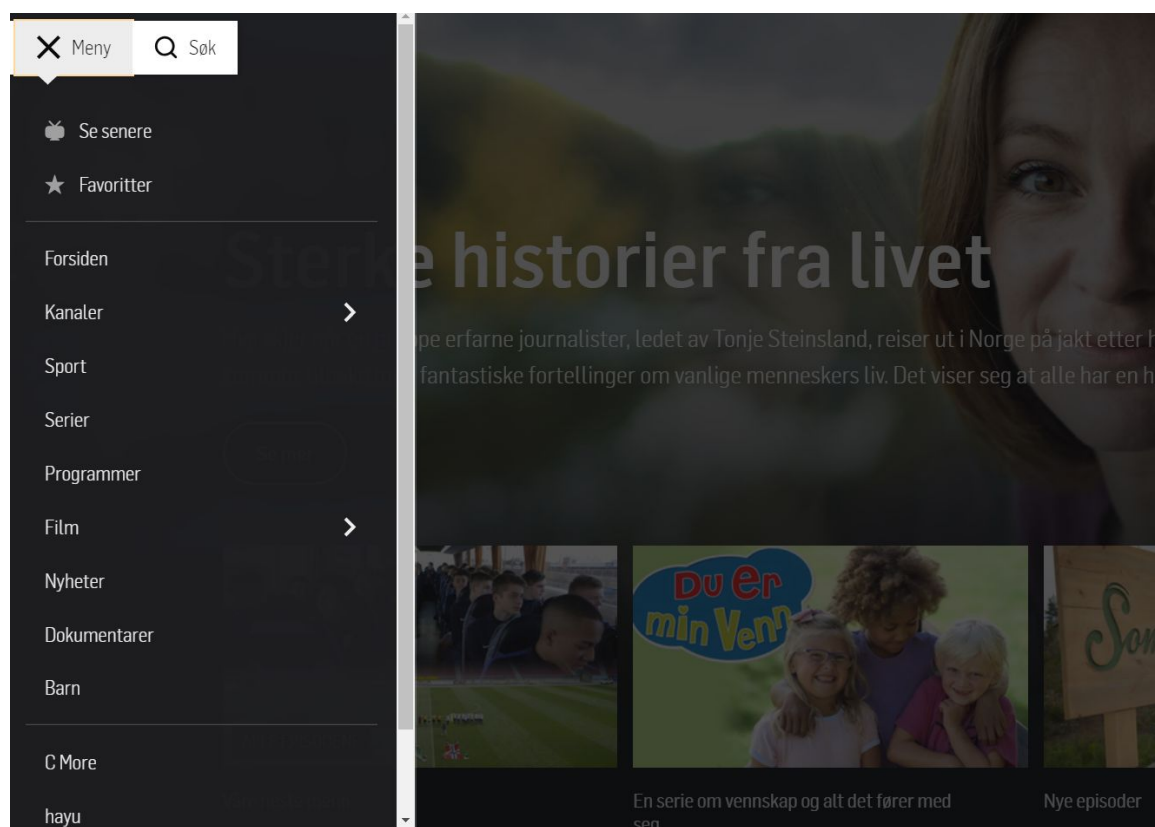 Meny
Søk
Se senere
Favoritter
Forsiden
Kanaler
Sport
Serier
Programmer
Film
Nyheter
Dokumentarer
Barn
C More
hayu
Sterke historier fra livet
erfarne journalister, ledet av Tonje Steinsland, reiser ut i Norge på jakt etter
fantastiske fortellinger om vanlige menneskers liv. Det viser seg at alle har en
Du er
min Venn
En serie om vennskap og alt det fører med
seg
Nye episoder